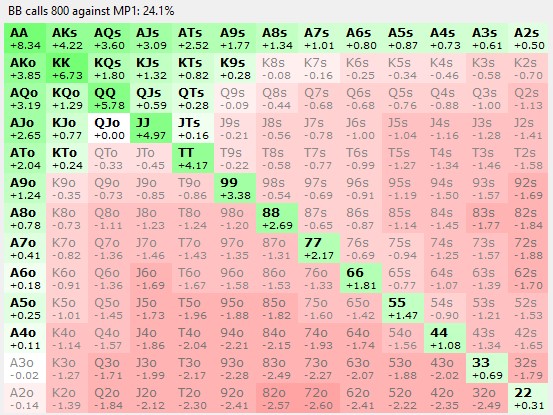 BB calls 800 against MP1: 24.1%
AA AKs AQs AJs ATs A9s A8s A7s A6s A5s A4s A3s A2s
+8.34 +4.22 +3.60 +3.09 +2.52 +1.77 +1.34 +1.01 +0.80 +0.87 +0.73 +0.61 +0.50
AKo KK KQs KJs KTs K9s K8s K7s K6s K5s K4s K3s K2s
+3.85 +6.73 +1.80 +1.32 +0.82 +0.28 -0.08 -0.16 -0.25 -0.34 -0.46 -0.58 -0.70
AQo KQo QQ QJs QTs Q9s Q8s Q7s Q6s Q5s Q4s Q3s Q2s
+3.19 +1.29 +5.78 +0.59 +0.28 -0.09 -0.44 -0.68 -0.68 -0.76 -0.88 -1.00 -1.13
AJo KJo QJo JJ JTs J9s J8s J7s J6s J5s J4s J3s J2s
+2.65 +0.77 +0.00 +4.97 +0.16 -0.21 -0.56 -0.78 -1.00 -1.04 -1.16 -1.28 -1.41
ATo KTo QTo JTo TT T9s T8s T7s T6s T5s T4s T3s T2s
+2.04 +0.24 -0.33 -0.45 +4.17 -0.22 -0.58 -0.77 -0.99 -1.27 -1.34 -1.46 -1.58
A9o K9o Q9o J9o T9o 99 98s 97s 96s 95s 94s 93s 92s
+1.24 -0.35 -0.73 -0.85 -0.86 +3.38 -0.54 -0.69 -0.91 -1.19 -1.50 -1.57 -1.69
A8o K8o Q8o J8o T8o 98o 88 87s 86s 85s 84s 83s 82s
+0.78 -0.73 -1.11 -1.23 -1.24 -1.20 +2.69 -0.65 -0.87 -1.14 -1.45 -1.77 -1.84
A7o K7o Q7o J7o T7o 97o 87o 77 76s 75s 74s 73s 72s
+0.41 -0.82 -1.36 -1.46 -1.43 -1.35 -1.31 +2.17 -0.69 -0.94 -1.25 -1.57 -1.88
A6o K6o Q6o J6o T6o 96o 86o 76o 66 65s 64s 63s 62s
+0.18 -0.91 -1.36 -1.69 -1.67 -1.58 -1.53 -1.33 +1.81 -0.77 -1.07 -1.39 -1.70
A5o K5o Q5o J5o T5o 95o 85o 75o 65o 55 54s 53s 52s
+0.25 -1.01 -1.45 -1.73 -1.96 -1.88 -1.82 -1.60 -1.42 +1.47 -0.90 -1.21 -1.53
A4o K4o Q4o J4o T4o 94o 84o 74o 64o 54o 44 43s 42s
+0.11 -1.14 -1.57 -1.86 -2.04 -2.21 -2.15 -1.93 -1.74 -1.56 +1.08 -1.34 -1.65
A3o K3o Q3o J3o T3o 93o 83o 73o 63o 53o 43o 33 32s
-0.02 -1.27 -1.71 -1.99 -2.17 -2.28 -2.49 -2.27 -2.07 -1.88 -2.02 +0.69 -1.79
A2o K2o Q2o J2o T2o 92o 82o 72o 62o 52o 42o 32o 22
-0.14 -1.39 -1.84 -2.12 -2.30 -2.41 -2.57 -2.60 -2.41 -2.22 -2.35 -2.49 +0.31